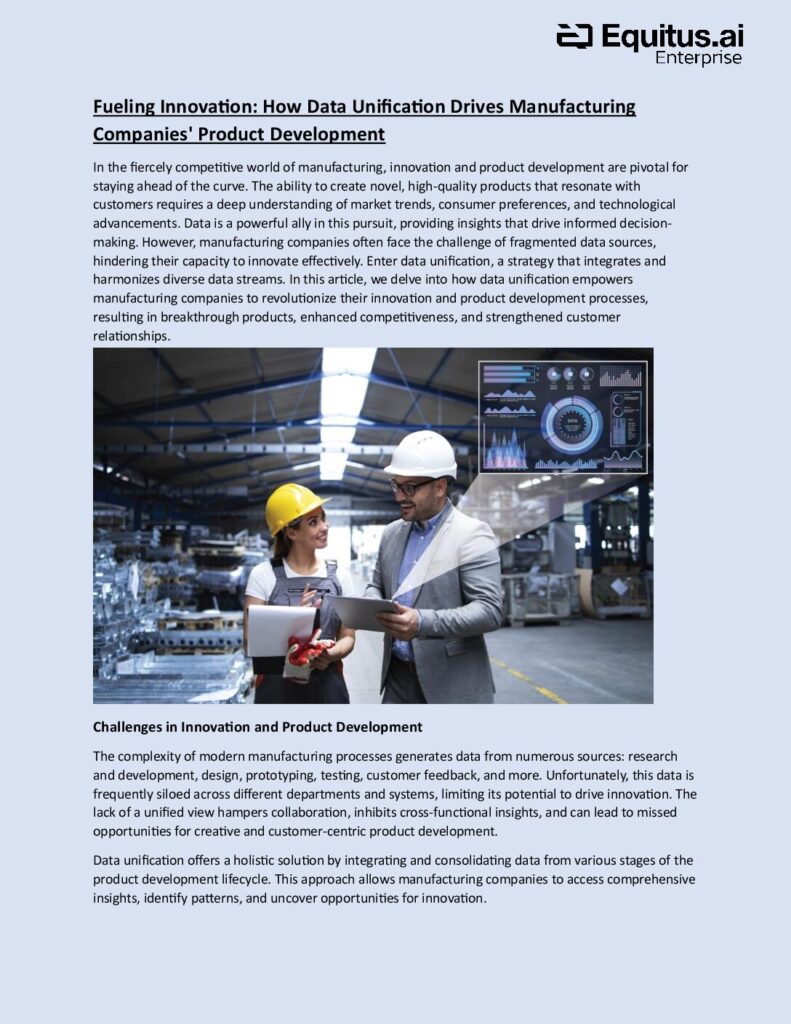 Equitus.ai
Enterprise
Fueling Innovation: How Data Unification Drives Manufacturing
Companies' Product Development
In the fiercely competitive world of manufacturing, innovation and product development are pivotal for
staying ahead of the curve. The ability to create novel, high-quality products that resonate with
customers requires a deep understanding of market trends, consumer preferences, and technological
advancements. Data is a powerful ally in this pursuit, providing insights that drive informed decision-
making. However, manufacturing companies often face the challenge of fragmented data sources,
hindering their capacity to innovate effectively. Enter data unification, a strategy that integrates and
harmonizes diverse data streams. In this article, we delve into how data unification empowers
manufacturing companies to revolutionize their innovation and product development processes,
resulting in breakthrough products, enhanced competitiveness, and strengthened customer
relationships.
DATA
Challenges in Innovation and Product Development
The complexity of modern manufacturing processes generates data from numerous sources: research
and development, design, prototyping, testing, customer feedback, and more. Unfortunately, this data is
frequently siloed across different departments and systems, limiting its potential to drive innovation. The
lack of a unified view hampers collaboration, inhibits cross-functional insights, and can lead to missed
opportunities for creative and customer-centric product development.
Data unification offers a holistic solution by integrating and consolidating data from various stages of the
product development lifecycle. This approach allows manufacturing companies to access comprehensive
insights, identify patterns, and uncover opportunities for innovation.